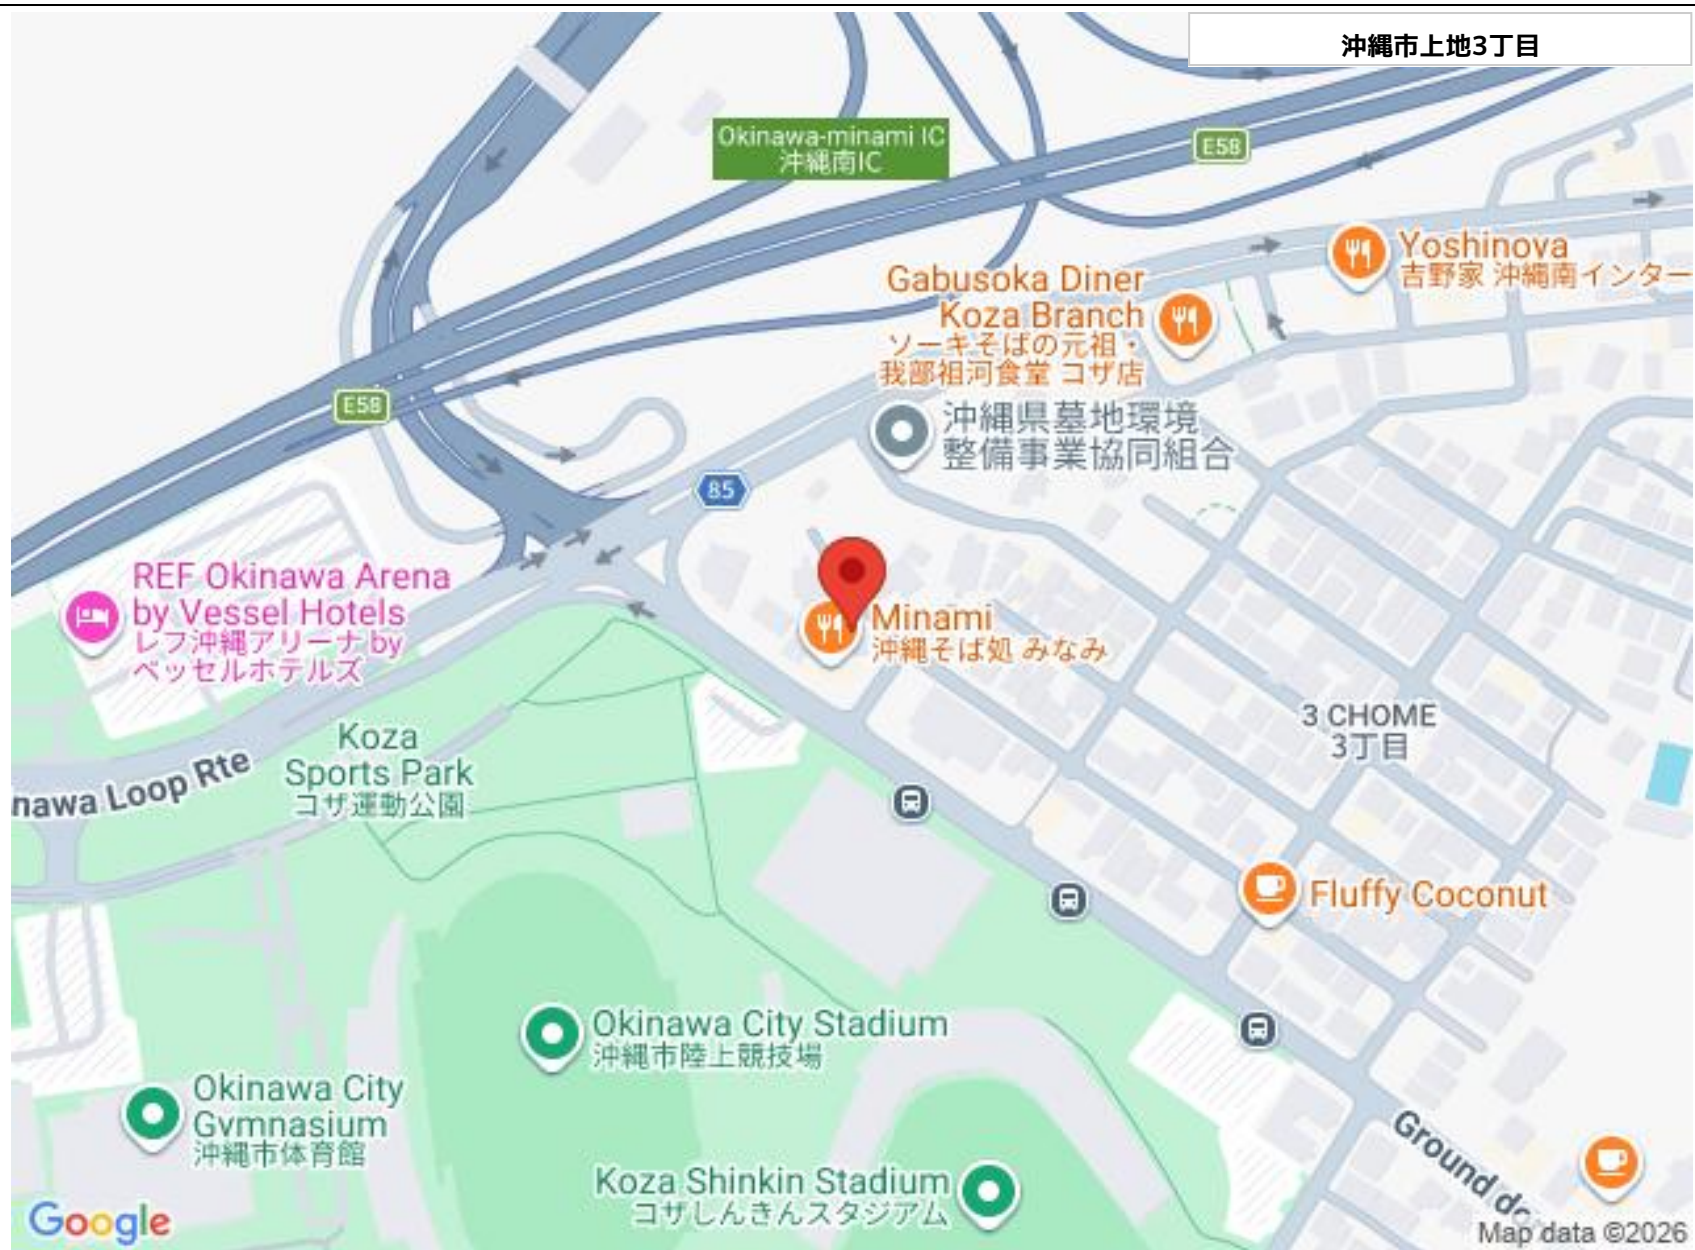 沖縄市上地3丁目
Okinawa-minami IC
沖縄南IC
E58
Yoshinoya
吉野家 沖縄南インター
Gabusoka Diner
Koza Branch
ソーキそばの元祖・
我部祖河食堂 コザ店
E58
沖縄県墓地環境
整備事業協同組合
85
REF Okinawa Arena
by Vessel Hotels
レフ沖縄アリーナ by
ベッセルホテルズ
Minami
沖縄そば処 みなみ
3 CHOME
3丁目
Koza
Sports Park
コザ運動公園
nawa Loop Rte
Fluffy Coconut
Okinawa City Stadium
沖縄市陸上競技場
Okinawa City
Gymnasium
沖縄市体育館
Koza Shinkin Stadium
コザしんきんスタジアム
Ground do
Google
Map data ©2026